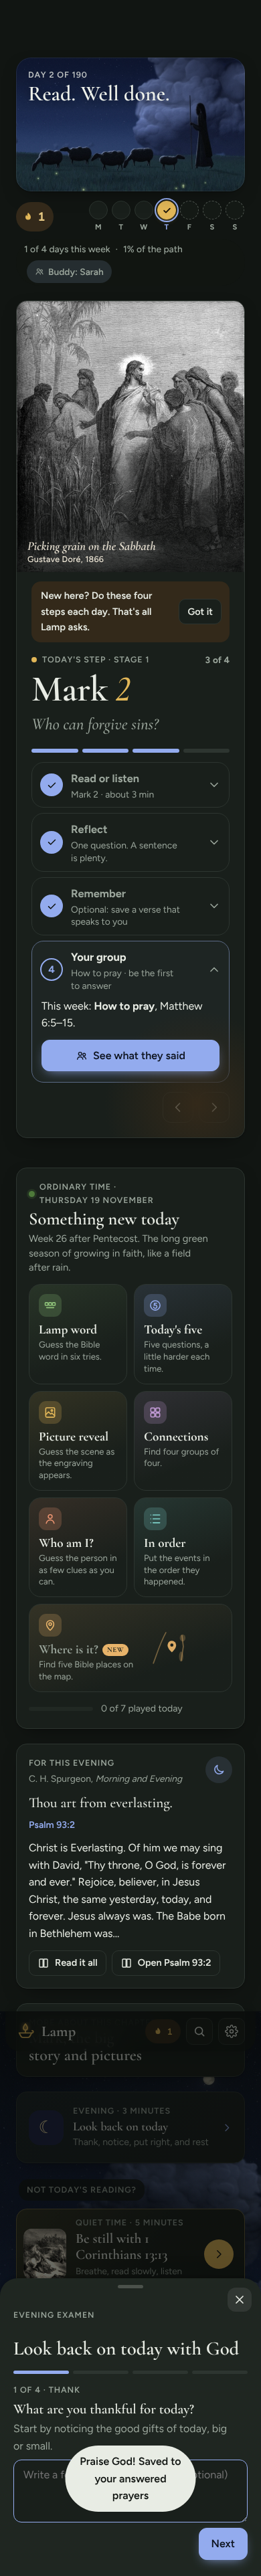 DAY 2 OF 190
Read. Well done.
1
M T W T F S S
1 of 4 days this week · 1% of the path
Buddy: Sarah
Picking grain on the Sabbath
Gustave Doré, 1866
New here? Do these four
steps each day. That's all
Lamp asks.
Got it
TODAY'S STEP · STAGE 1
3 of 4
Mark 2
Who can forgive sins?
Read or listen
Mark 2 · about 3 min
Reflect
One question. A sentence
is plenty.
Remember
Optional: save a verse that
speaks to you
4
Your group
How to pray · be the first
to answer
This week: How to pray, Matthew
6:5–15.
See what they said
ORDINARY TIME ·
THURSDAY 19 NOVEMBER
Something new today
Week 26 after Pentecost. The long green
season of growing in faith, like a field
after rain.
Lamp word
Guess the Bible
word in six tries.
Today's five
Five questions, a
little harder each
time.
Picture reveal
Guess the scene as
the engraving
appears.
Connections
Find four groups of
four.
Who am I?
Guess the person in
as few clues as you
can.
In order
Put the events in
the order they
happened.
Where is it? NEW
Find five Bible places on
the map.
0 of 7 played today
FOR THIS EVENING
C. H. Spurgeon, Morning and Evening
Thou art from everlasting.
Psalm 93:2
Christ is Everlasting. Of him we may sing
with David, "Thy throne, O God, is forever
and ever." Rejoice, believer, in Jesus
Christ, the same yesterday, today, and
forever. Jesus always was. The Babe born
in Bethlehem was...
Read it all
Open Psalm 93:2
Lamp
1
story and pictures
EVENING · 3 MINUTES
Look back on today
Thank, notice, put right, and rest
NOT TODAY'S READING?
QUIET TIME · 5 MINUTES
Be still with 1
Corinthians 13:13
Breathe, read slowly, listen
EVENING EXAMEN
Look back on today with God
1 OF 4 · THANK
What are you thankful for today?
Start by noticing the good gifts of today, big
or small.
Write a
Praise God! Saved to
your answered
prayers
Next